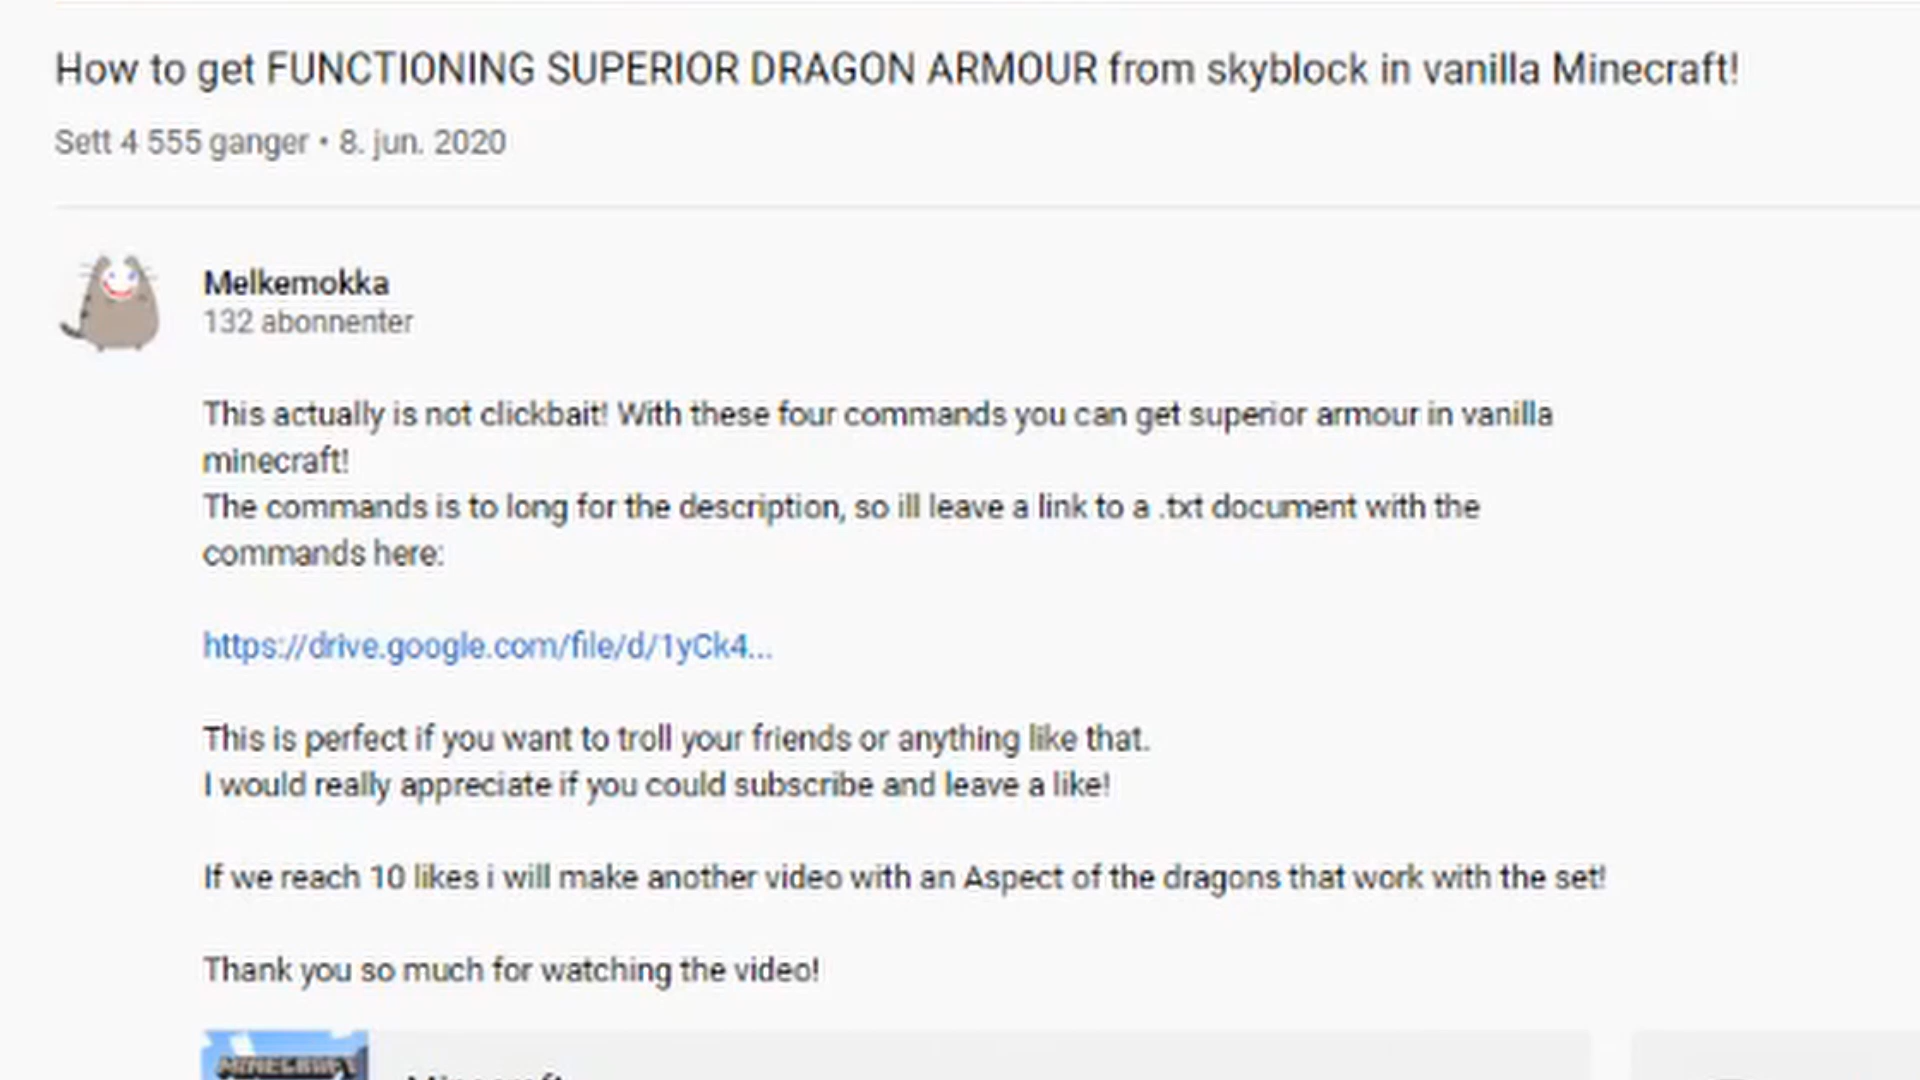 How to get FUNCTIONING SUPERIOR DRAGON ARMOUR from skyblock in vanilla Minecraft!
Sett 4 555 ganger • 8. jun. 2020
Melkemokka
132 abonnenter
This actually is not clickbait! With these four commands you can get superior armour in vanilla
minecraft!
The commands is to long for the description, so ill leave a link to a .txt document with the
commands here:
https://drive.google.com/file/d/1yCk4...
This is perfect if you want to troll your friends or anything like that.
I would really appreciate if you could subscribe and leave a like!
If we reach 10 likes i will make another video with an Aspect of the dragons that work with the set!
Thank you so much for watching the video!
MINECRAFT
Minecraft